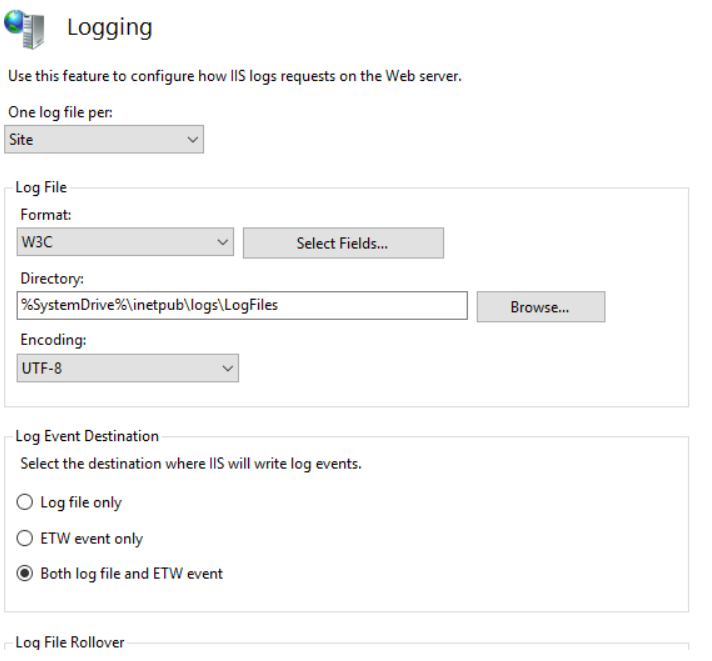 Logging
Use this feature to configure how IIS logs requests on the Web server.
One log file per:
Site
Log File
Format:
W3C
Select Fields...
Directory:
%SystemDrive%\inetpub\logs\LogFiles
Browse...
Encoding:
UTF-8
Log Event Destination
Select the destination where IIS will write log events.
Log file only
ETW event only
Both log file and ETW event
Log File Rollover